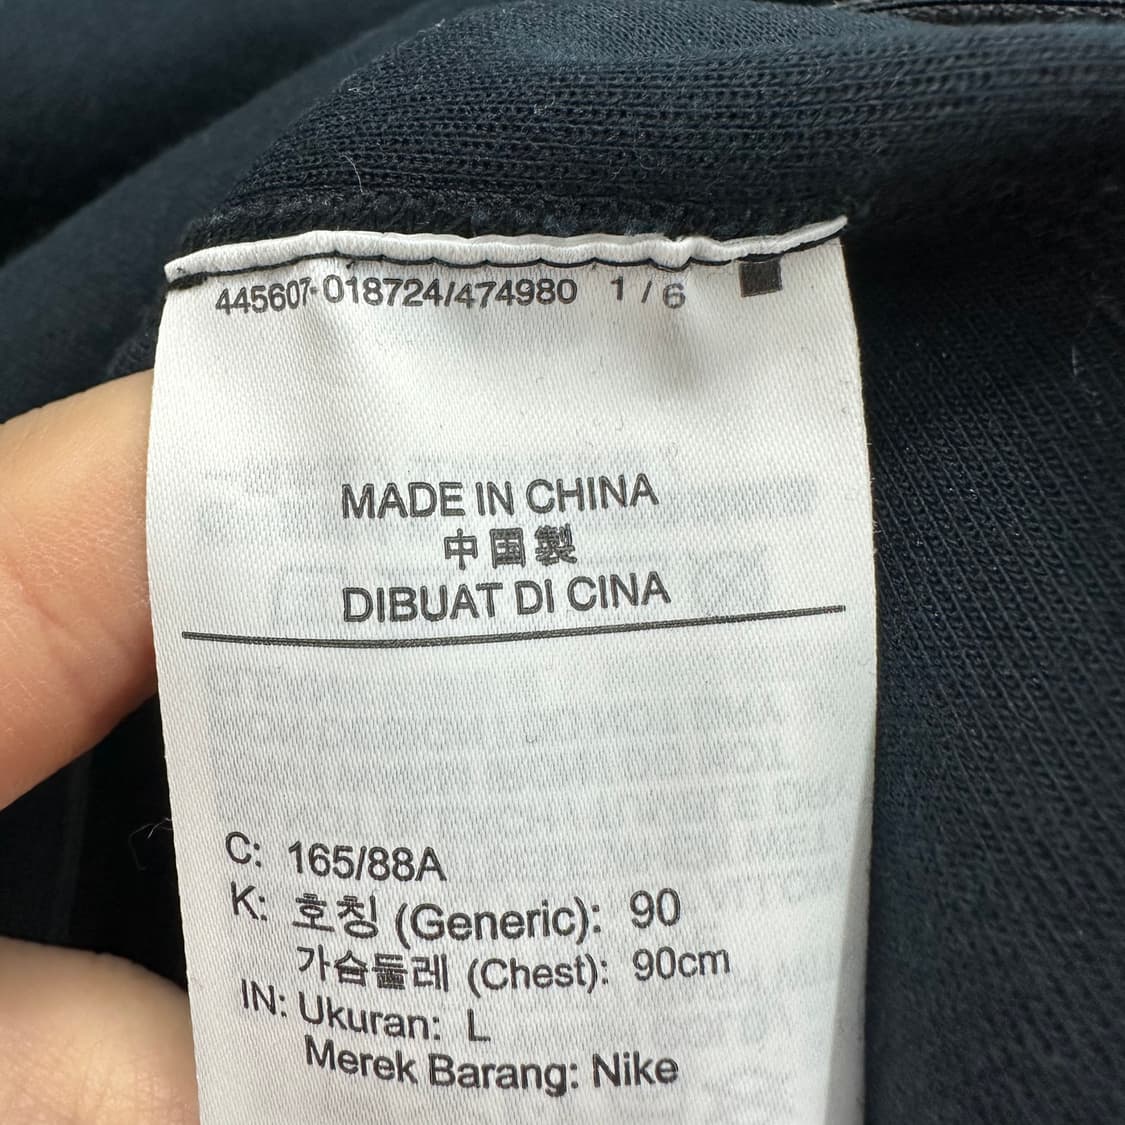 445607-018724/474980 1 / 6
MADE IN CHINA
中国製
DIBUAT DI CINA
C: 165/88A
K: 호칭 (Generic): 90
가슴둘레 (Chest): 90cm
IN: Ukuran: L
Merek Barang: Nike